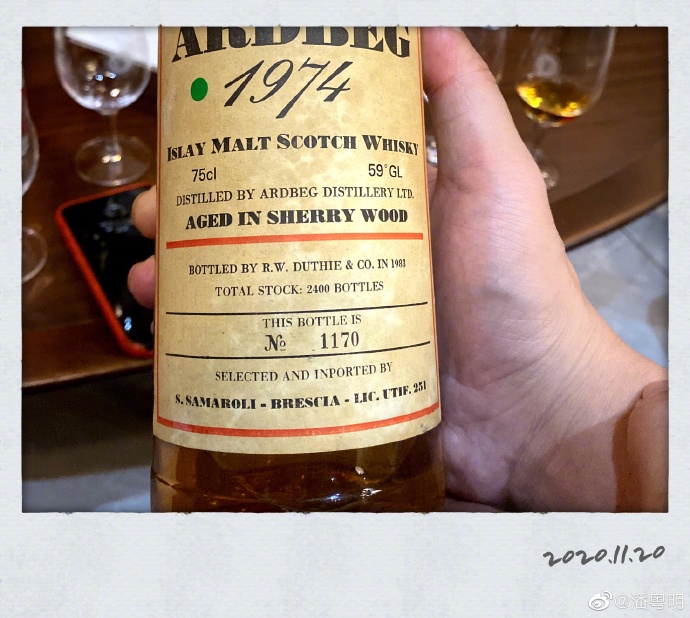 ARDBEG
1974
ISLAY MALT SCOTCH WHISKY
75cl 59°GL
DISTILLED BY ARDBEG DISTILLERY LTD.
AGED IN SHERRY WOOD
BOTTLED BY R.W. DUTHIE & CO. IN 1983
TOTAL STOCK: 2400 BOTTLES
THIS BOTTLE IS
№ 1170
SELECTED AND INPORTED BY
S. SAMAROLI - BRESCIA - LIC. UTIF. 251
2020.11.20
@潘粤明